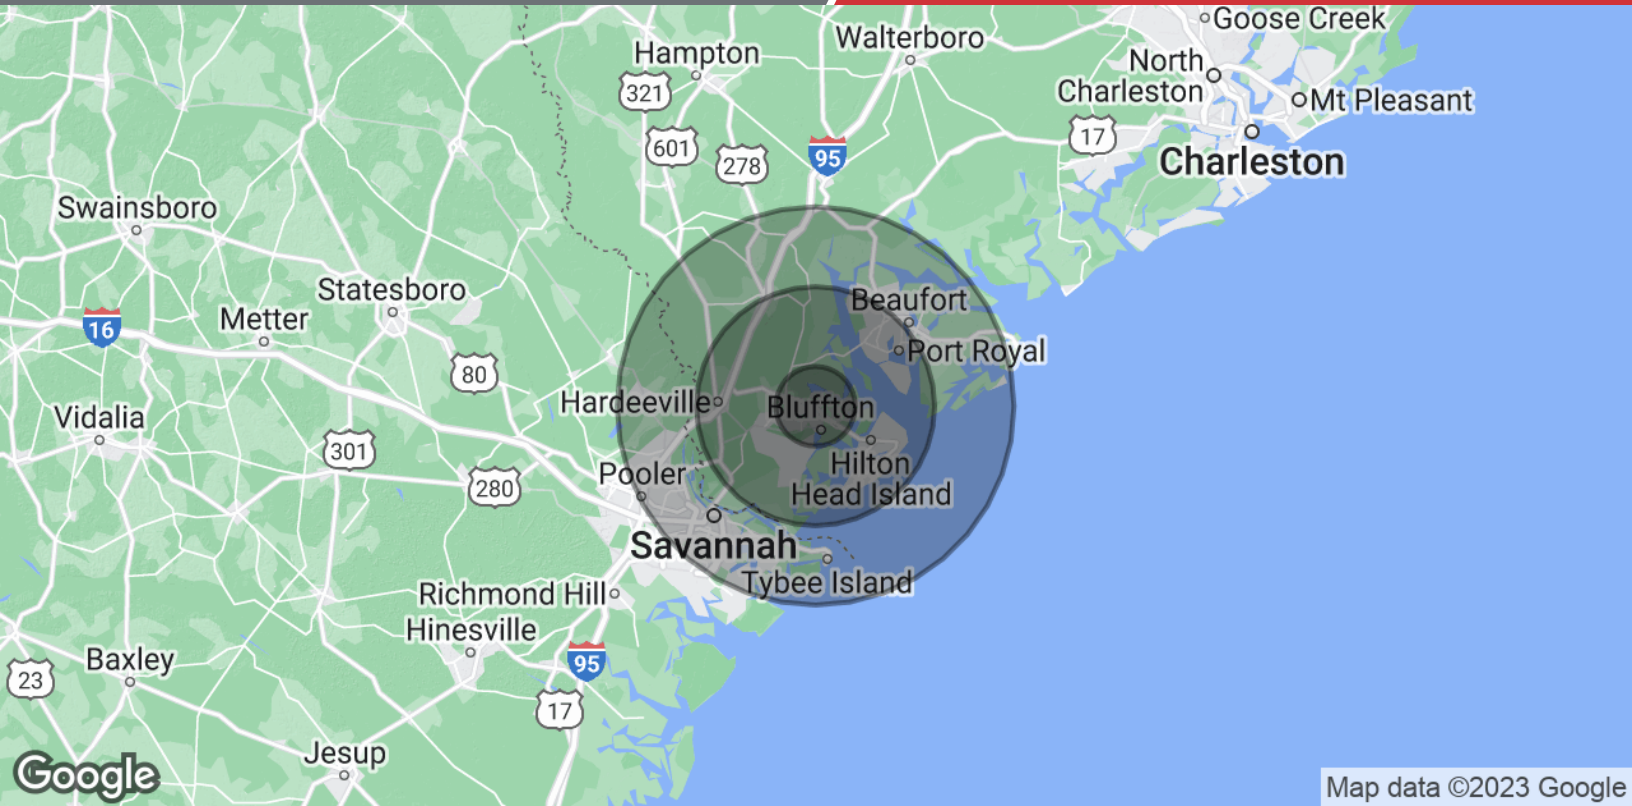 Goose Creek
Walterboro
Hampton
North
Charleston
Mt Pleasant
321
17
601
278
95
Charleston
Swainsboro
Statesboro
Beaufort
Metter
16
Port Royal
80
Hardeeville
Bluffton
Vidalia
301
Pooler
Hilton
Head Island
280
Savannah
Tybee Island
Richmond Hill
Hinesville
Baxley
95
23
17
Jesup
Google
Map data ©2023 Google